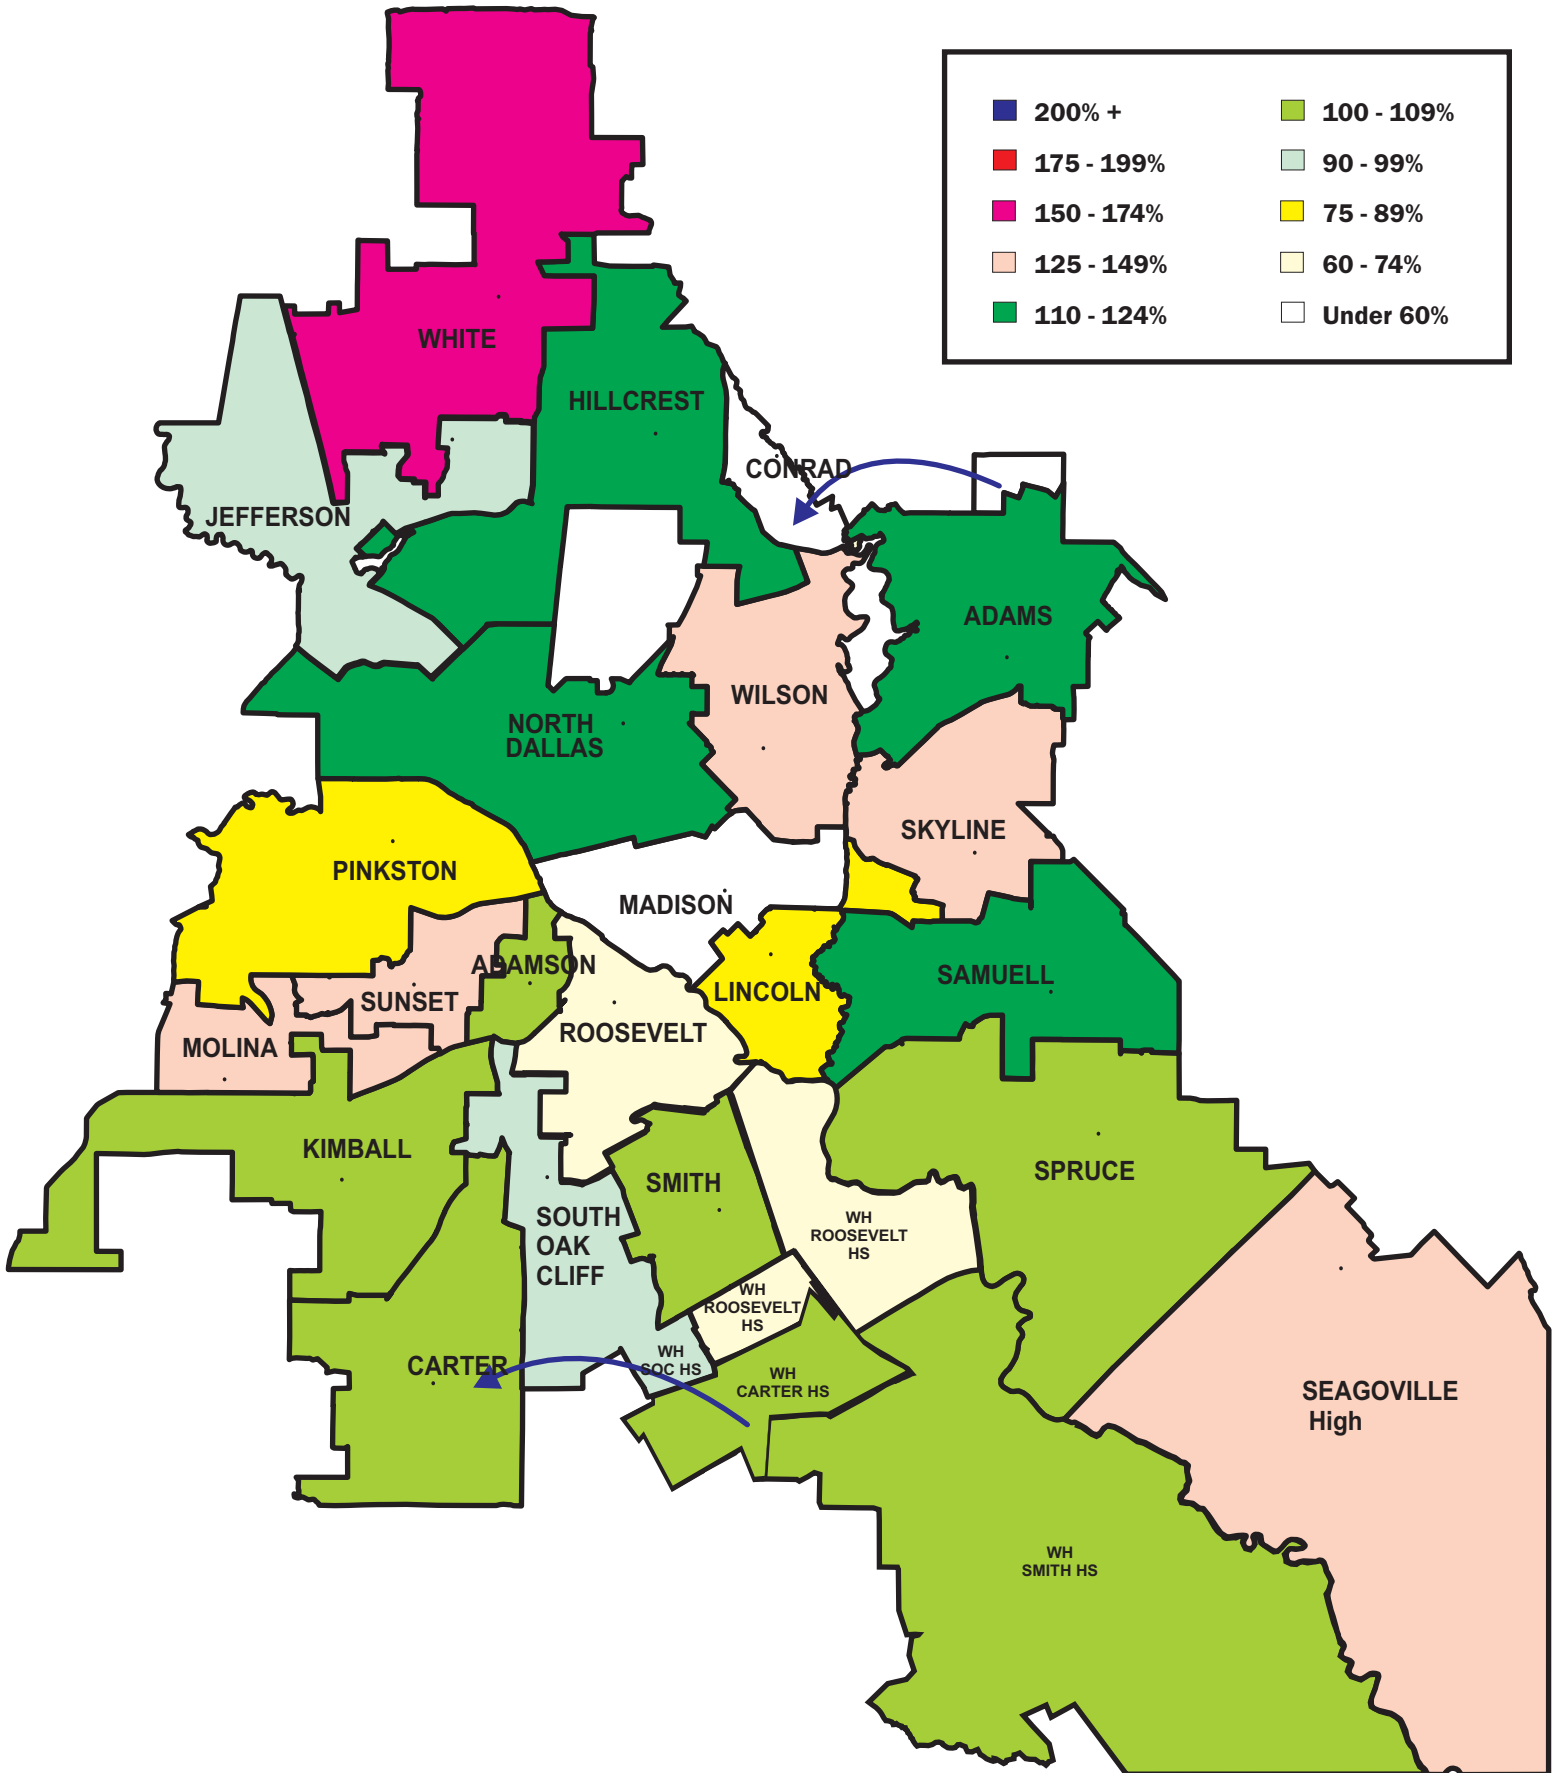 200% +
175 - 199%
150 - 174%
125 - 149%
110 - 124%
100 - 109%
90 - 99%
75 - 89%
60 - 74%
Under 60%
WHITE
HILLCREST
CONRAD
JEFFERSON
ADAMS
WILSON
NORTH
DALLAS
SKYLINE
PINKSTON
MADISON
ADAMSON
SUNSET
LINCOLN
SAMUELL
ROOSEVELT
MOLINA
KIMBALL
SMITH
SPRUCE
SOUTH
OAK
CLIFF
WH
ROOSEVELT
HS
WH
ROOSEVELT
HS
WH
SOC HS
CARTER
WH
CARTER HS
SEAGOVILLE
High
WH
SMITH HS